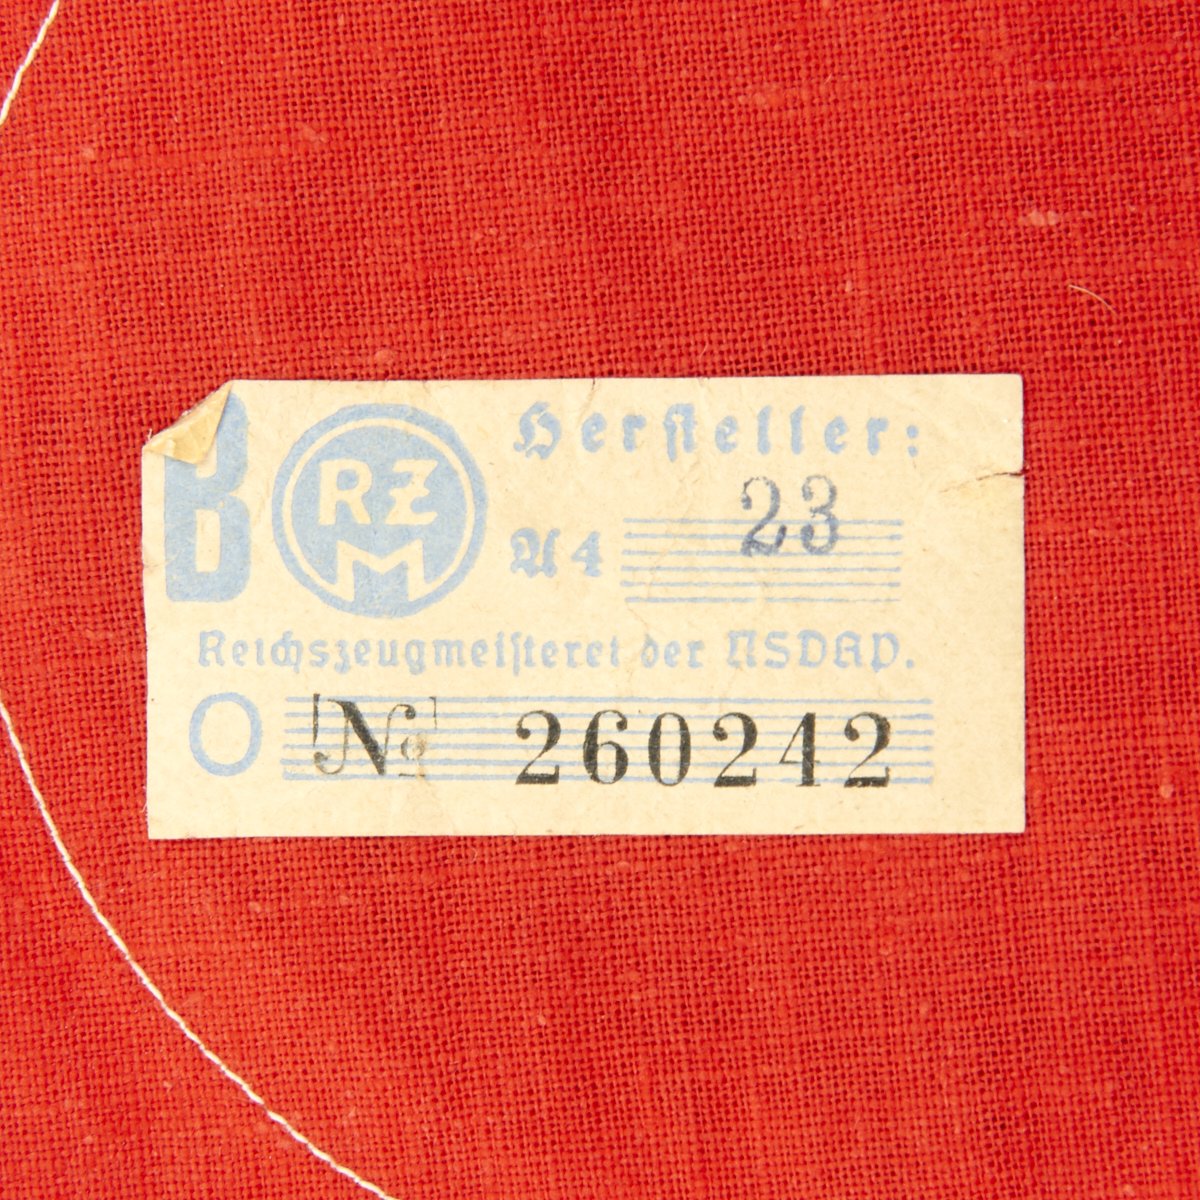 B RZM Hersteller:
A4 23
Reichszeugmeisterei der NSDAP.
O № 260242